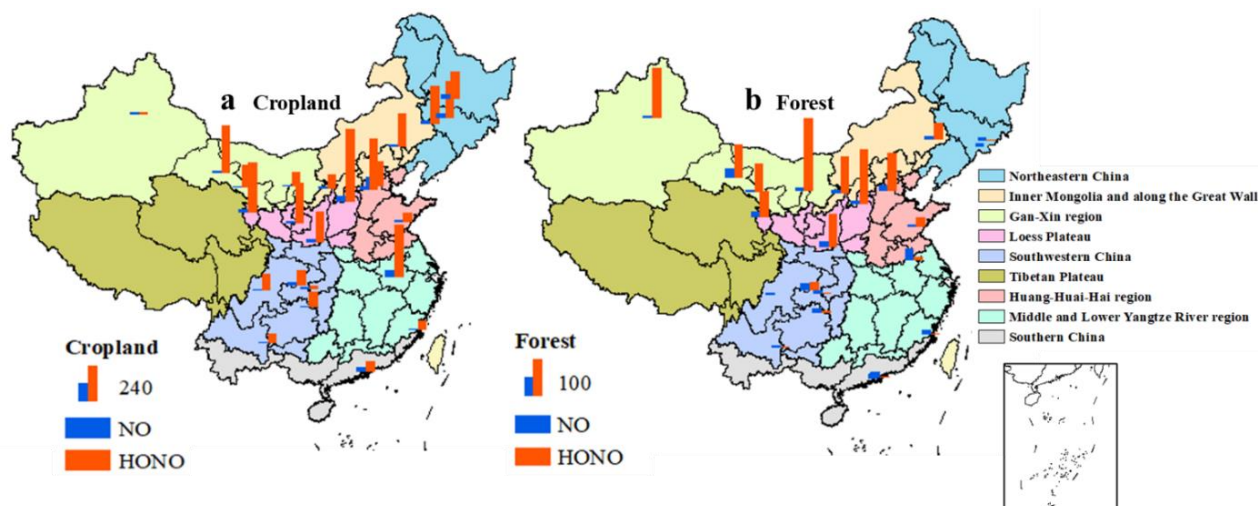 a Cropland
b Forest
Northeastern China
Inner Mongolia and along the Great Wall
Gan-Xin region
Loess Plateau
Southwestern China
Tibetan Plateau
Huang-Huai-Hai region
Middle and Lower Yangtze River region
Southern China
Cropland
240
NO
HONO
Forest
100
NO
HONO